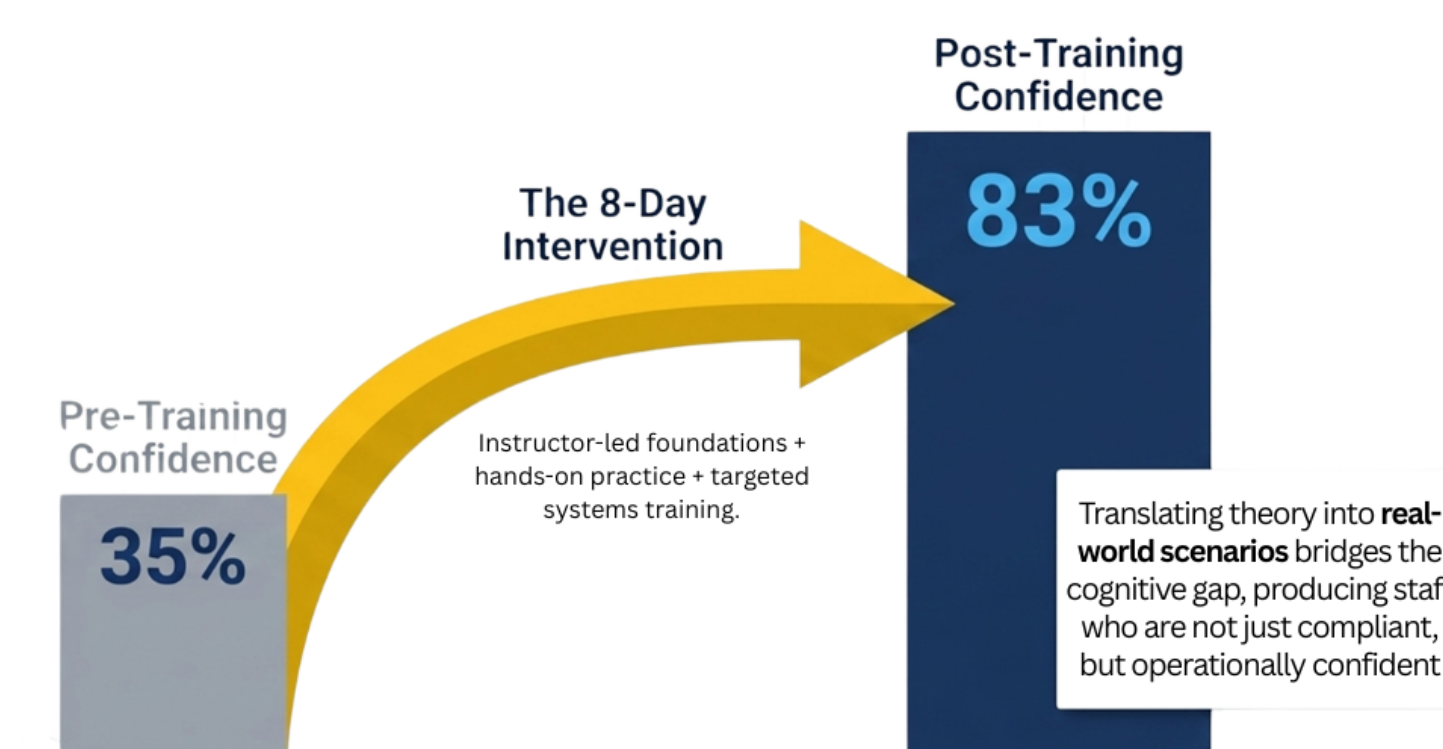 Post-Training
Confidence
83%
The 8-Day
Intervention
Pre-Training
Confidence
35%
Instructor-led foundations +
hands-on practice + targeted
systems training.
Translating theory into real-
world scenarios bridges the
cognitive gap, producing staf
who are not just compliant,
but operationally confident